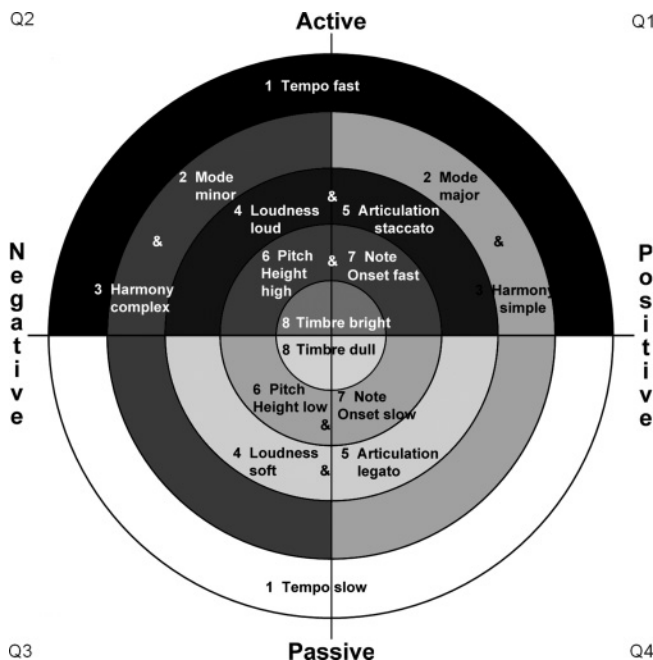 Q2
Active
Q1
1 Tempo fast
2 Mode
minor
2 Mode
major
&
4 Loudness
loud
5 Articulation
staccato
&
&
6 Pitch
Height
high
&
7 Note
Onset fast
3 Harmony
complex
3 Harmony
simple
Negative
Positive
8 Timbre bright
8 Timbre dull
6 Pitch
Height low
7 Note
Onset slow
&
4 Loudness
soft
&
5 Articulation
legato
1 Tempo slow
Q3
Passive
Q4